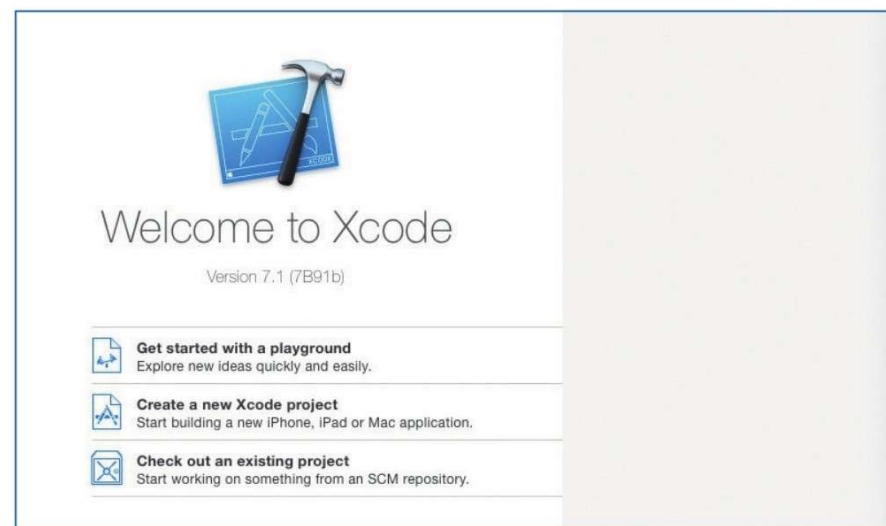 XCODE
Welcome to Xcode
Version 7.1 (7B91b)
Get started with a playground
Explore new ideas quickly and easily.
Create a new Xcode project
Start building a new iPhone, iPad or Mac application.
Check out an existing project
Start working on something from an SCM repository.